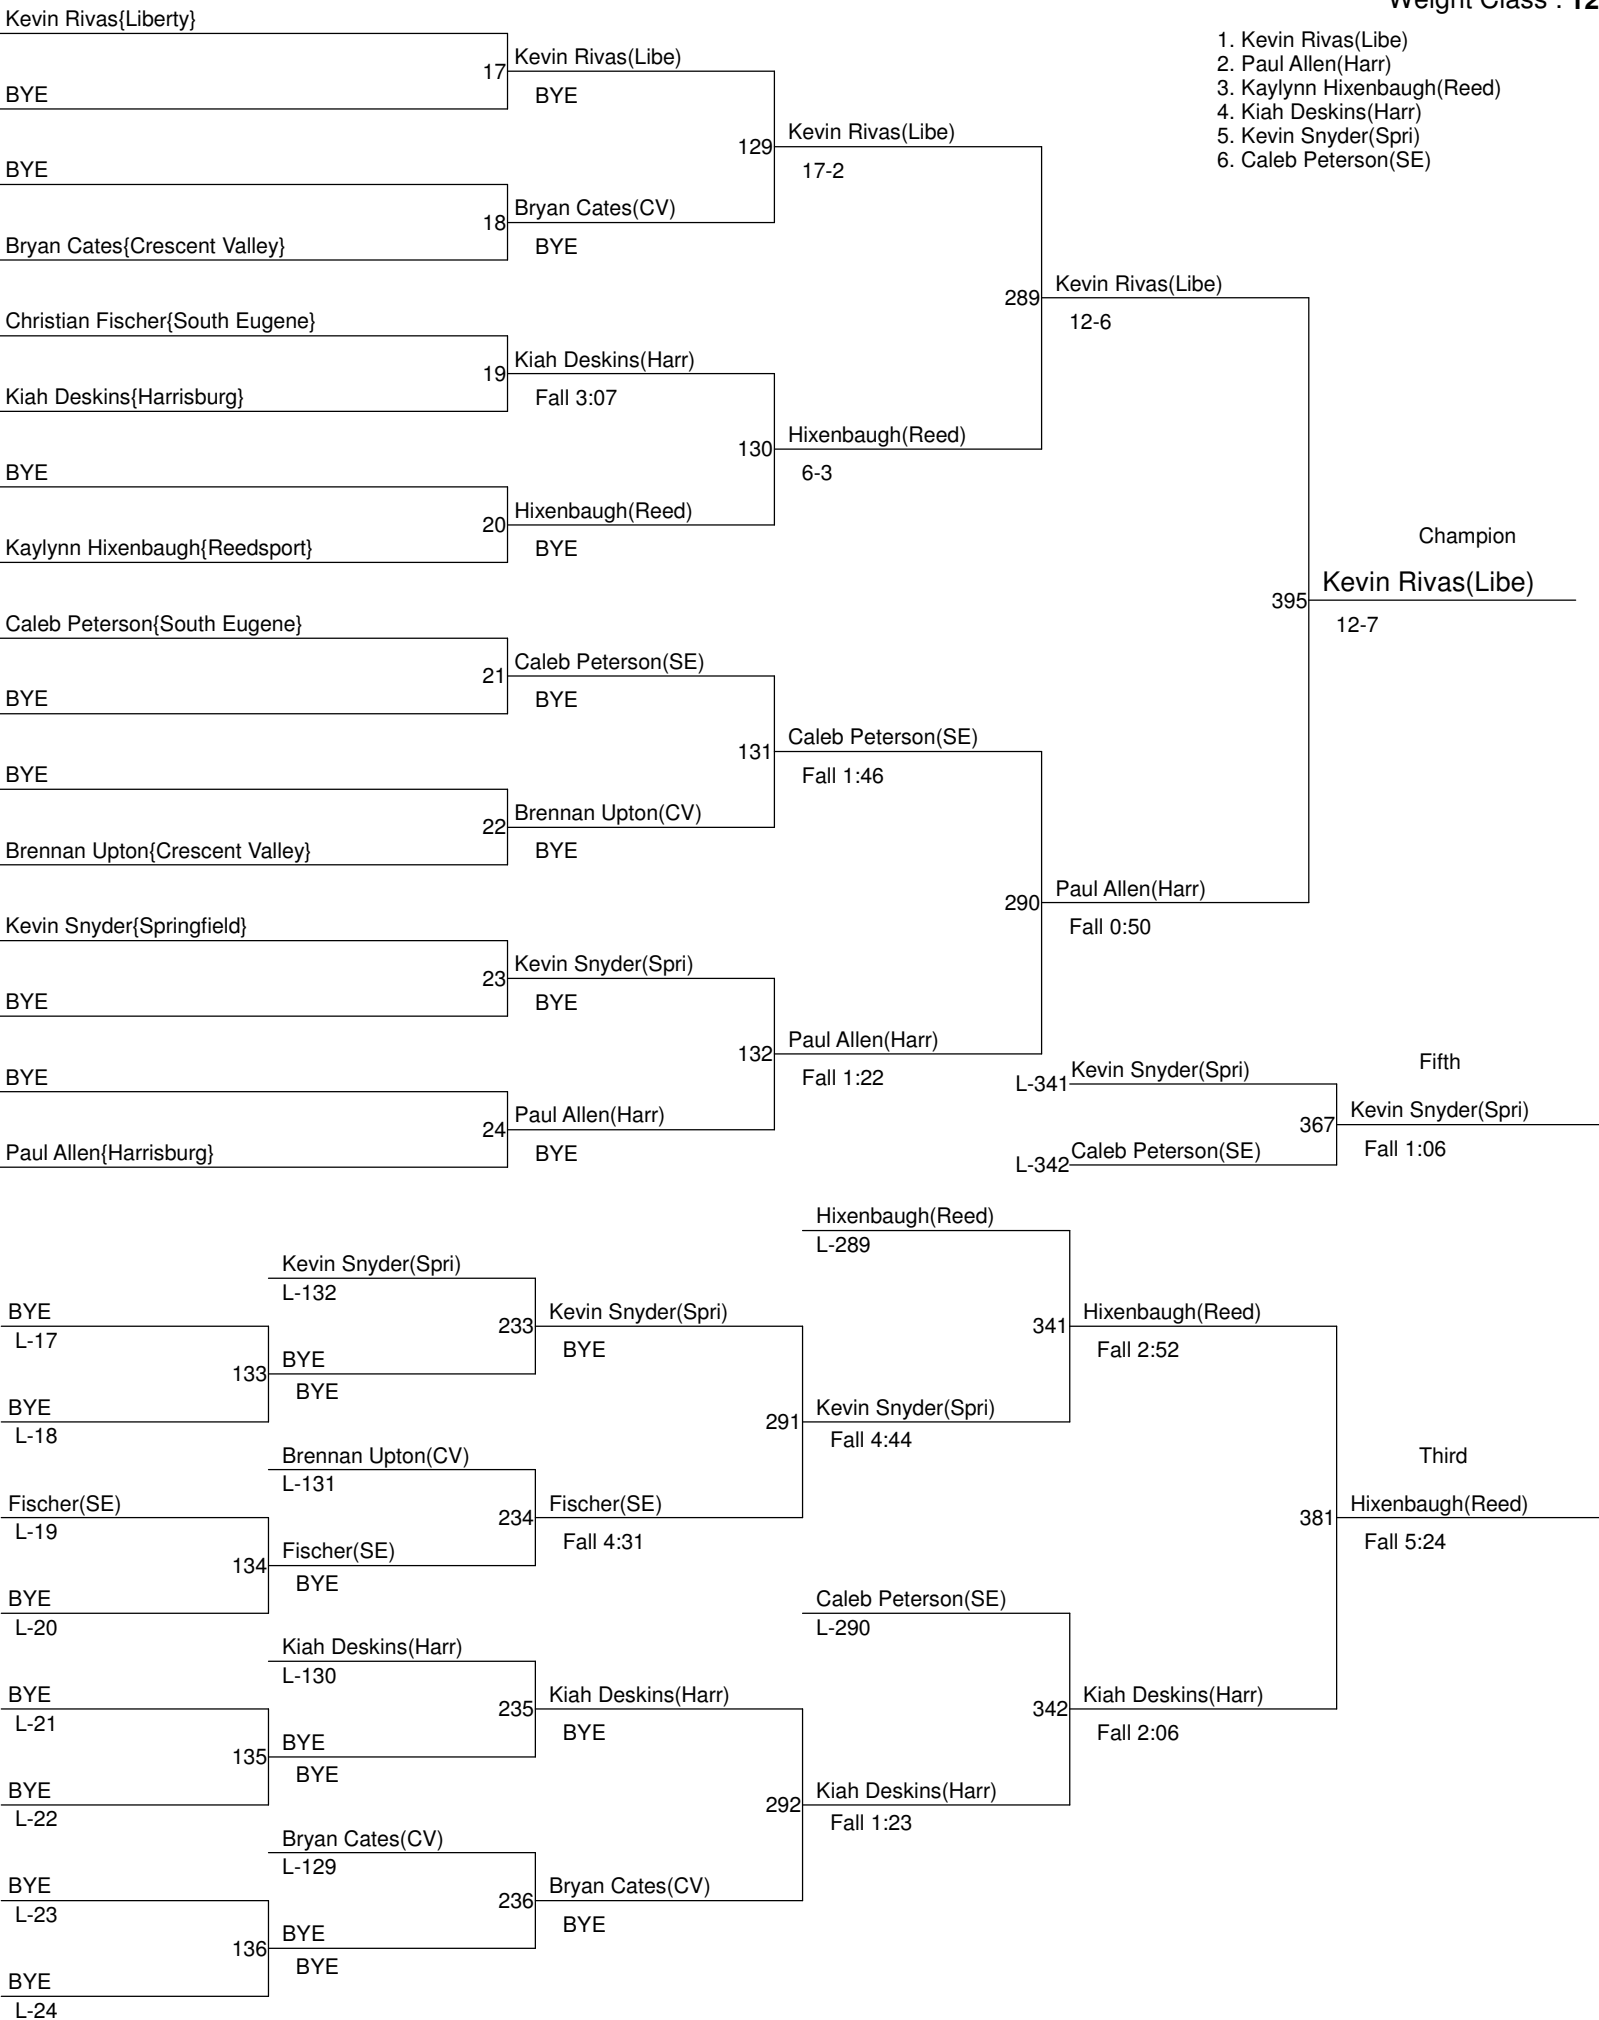 Weight Class : 12
1. Kevin Rivas(Libe)
2. Paul Allen(Harr)
3. Kaylynn Hixenbaugh(Reed)
4. Kiah Deskins(Harr)
5. Kevin Snyder(Spri)
6. Caleb Peterson(SE)
Kevin Rivas{Liberty}
BYE
17
Kevin Rivas(Libe)
BYE
BYE
Bryan Cates{Crescent Valley}
18
Bryan Cates(CV)
BYE
129
Kevin Rivas(Libe)
17-2
Christian Fischer{South Eugene}
Kiah Deskins{Harrisburg}
19
Kiah Deskins(Harr)
Fall 3:07
BYE
Kaylynn Hixenbaugh{Reedsport}
20
Hixenbaugh(Reed)
BYE
130
Hixenbaugh(Reed)
6-3
289
Kevin Rivas(Libe)
12-6
Caleb Peterson{South Eugene}
BYE
21
Caleb Peterson(SE)
BYE
BYE
Brennan Upton{Crescent Valley}
22
Brennan Upton(CV)
BYE
131
Caleb Peterson(SE)
Fall 1:46
Kevin Snyder{Springfield}
BYE
23
Kevin Snyder(Spri)
BYE
BYE
Paul Allen{Harrisburg}
24
Paul Allen(Harr)
BYE
132
Paul Allen(Harr)
Fall 1:22
290
Paul Allen(Harr)
Fall 0:50
Champion
395
Kevin Rivas(Libe)
12-7
Fifth
L-341
Kevin Snyder(Spri)
L-342
Caleb Peterson(SE)
367
Kevin Snyder(Spri)
Fall 1:06
BYE
L-17
BYE
L-18
133
Kevin Snyder(Spri)
L-132
BYE
BYE
233
Kevin Snyder(Spri)
BYE
Fischer(SE)
L-19
BYE
L-20
134
Brennan Upton(CV)
L-131
Fischer(SE)
BYE
234
Fischer(SE)
Fall 4:31
291
Kevin Snyder(Spri)
Fall 4:44
Hixenbaugh(Reed)
L-289
341
Hixenbaugh(Reed)
Fall 2:52
BYE
L-21
BYE
L-22
135
Kiah Deskins(Harr)
L-130
BYE
BYE
235
Kiah Deskins(Harr)
BYE
BYE
L-23
BYE
L-24
136
Bryan Cates(CV)
L-129
BYE
BYE
236
Bryan Cates(CV)
BYE
292
Kiah Deskins(Harr)
Fall 1:23
Caleb Peterson(SE)
L-290
342
Kiah Deskins(Harr)
Fall 2:06
Third
381
Hixenbaugh(Reed)
Fall 5:24